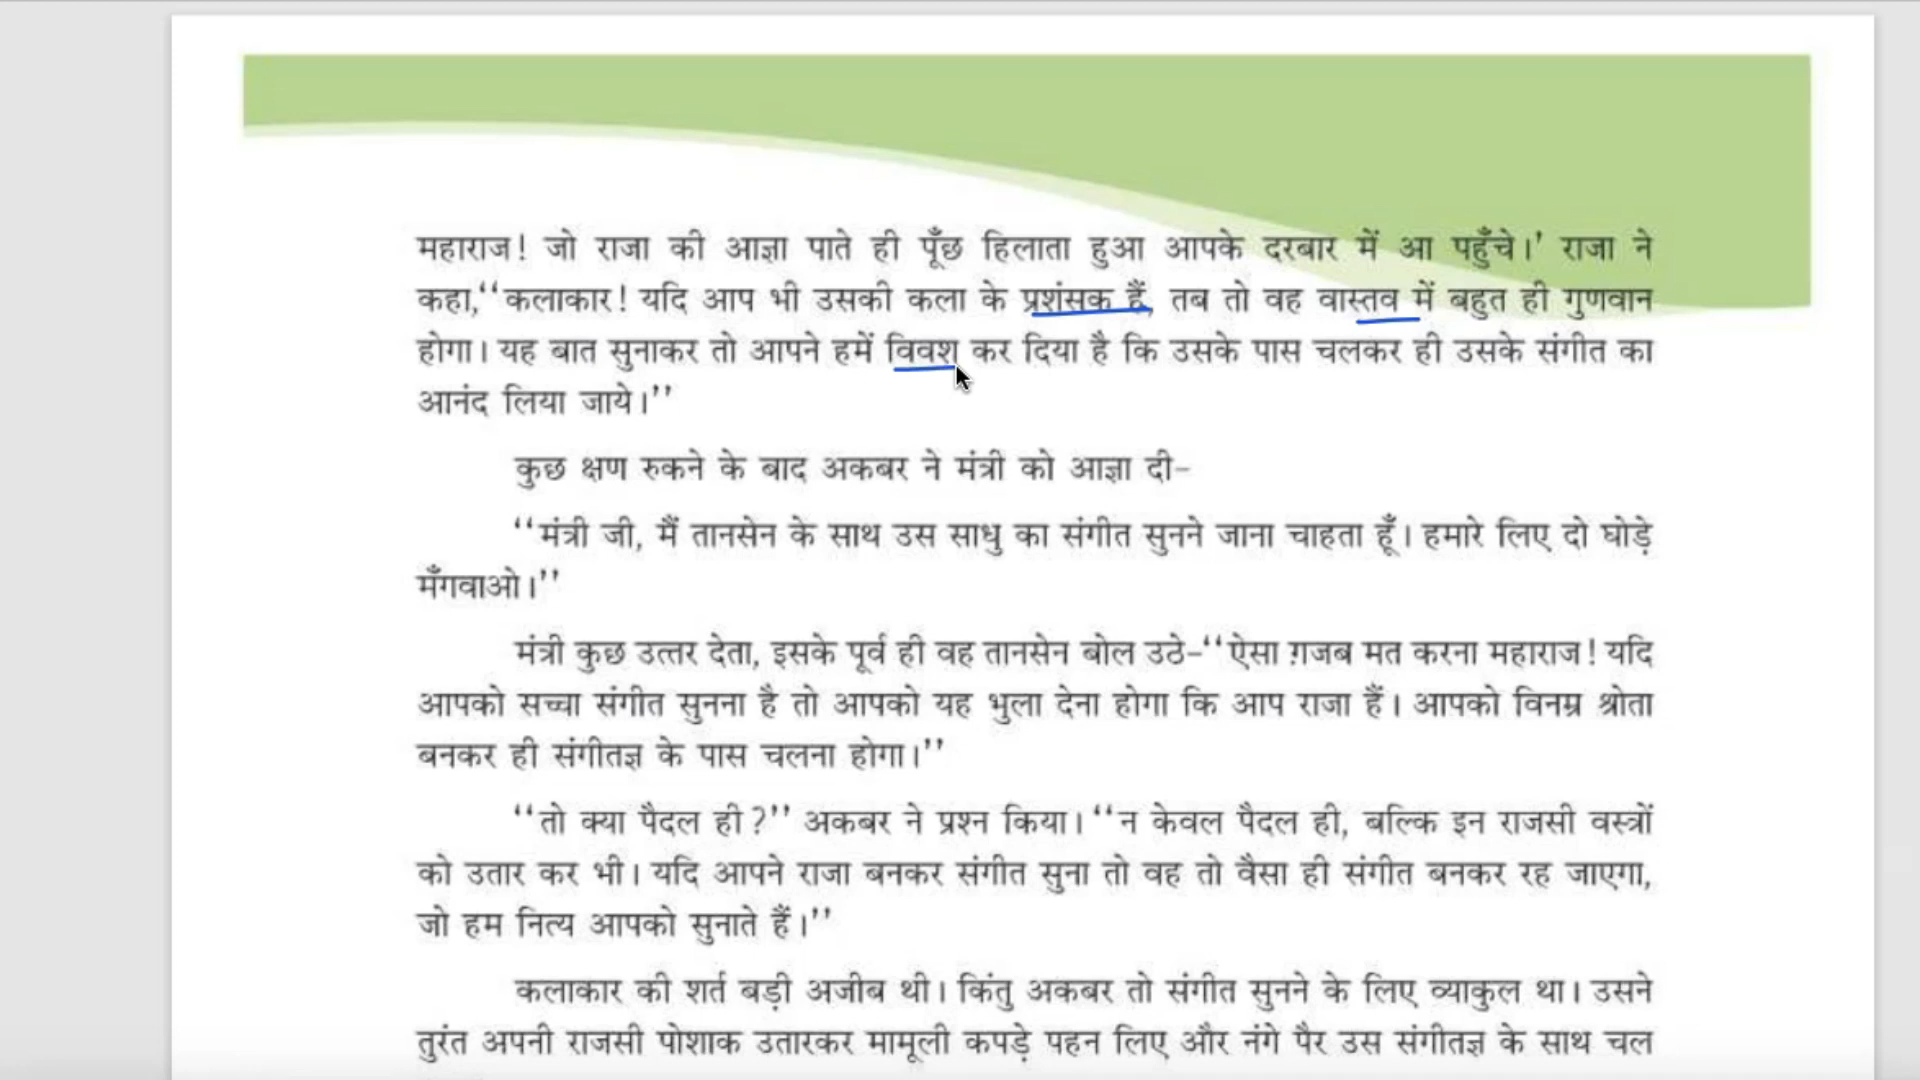 महाराज! जो राजा की आज्ञा पाते ही पूँछ हिलाता हुआ आपके दरबार में आ पहुँचे।' राजा ने
कहा,‘‘कलाकार! यदि आप भी उसकी कला के प्रशंसक हैं, तब तो वह वास्तव में बहुत ही गुणवान
होगा। यह बात सुनाकर तो आपने हमें विवश कर दिया है कि उसके पास चलकर ही उसके संगीत का
आनंद लिया जाये।’’
कुछ क्षण रुकने के बाद अकबर ने मंत्री को आज्ञा दी-
‘‘मंत्री जी, मैं तानसेन के साथ उस साधु का संगीत सुनने जाना चाहता हूँ। हमारे लिए दो घोड़े
मँगवाओ।’’
मंत्री कुछ उत्तर देता, इसके पूर्व ही वह तानसेन बोल उठे-‘‘ऐसा ग़जब मत करना महाराज! यदि
आपको सच्चा संगीत सुनना है तो आपको यह भुला देना होगा कि आप राजा हैं। आपको विनम्र श्रोता
बनकर ही संगीतज्ञ के पास चलना होगा।’’
‘‘तो क्या पैदल ही?’’ अकबर ने प्रश्न किया। ‘‘न केवल पैदल ही, बल्कि इन राजसी वस्त्रों
को उतार कर भी। यदि आपने राजा बनकर संगीत सुना तो वह तो वैसा ही संगीत बनकर रह जाएगा,
जो हम नित्य आपको सुनाते हैं।’’
कलाकार की शर्त बड़ी अजीब थी। किंतु अकबर तो संगीत सुनने के लिए व्याकुल था। उसने
तुरंत अपनी राजसी पोशाक उतारकर मामूली कपड़े पहन लिए और नंगे पैर उस संगीतज्ञ के साथ चल